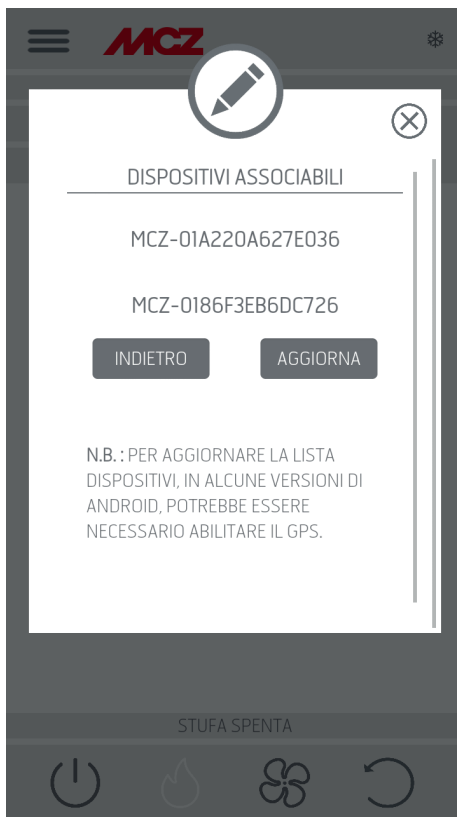 MCZ
DISPOSITIVI ASSOCIABILI
MCZ-01A220A627E036
MCZ-0186F3EB6DC726
INDIETRO
AGGIORNA
N.B. : PER AGGIORNARE LA LISTA
DISPOSITIVI, IN ALCUNE VERSIONI DI
ANDROID, POTREBBE ESSERE
NECESSARIO ABILITARE IL GPS.
STUFA SPENTA